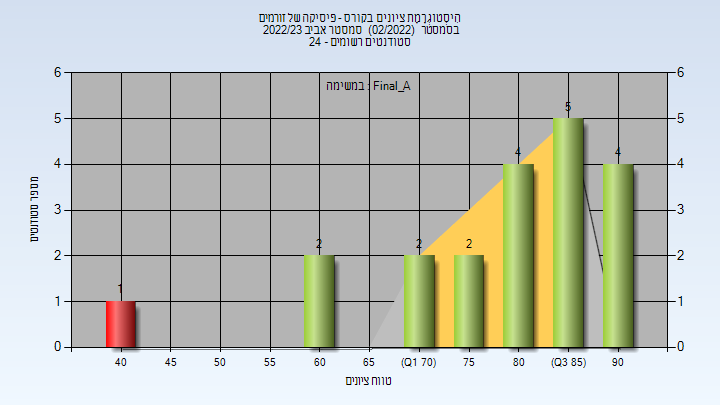 היסטוגרמת ציונים בקורס - פיסיקה של זורמים
בסמסטר (02/2022) סמסטר אביב 2022/23
סטודנטים רשומים - 24
במשימה : Final_A
מספר סטודנטים
6 6
5 5
4 4
3 3
2 2
1 1
0 0
1 2 2 2 4 5 4
40 45 50 55 60 65 (Q1 70) 75 80 (Q3 85) 90
טווח ציונים